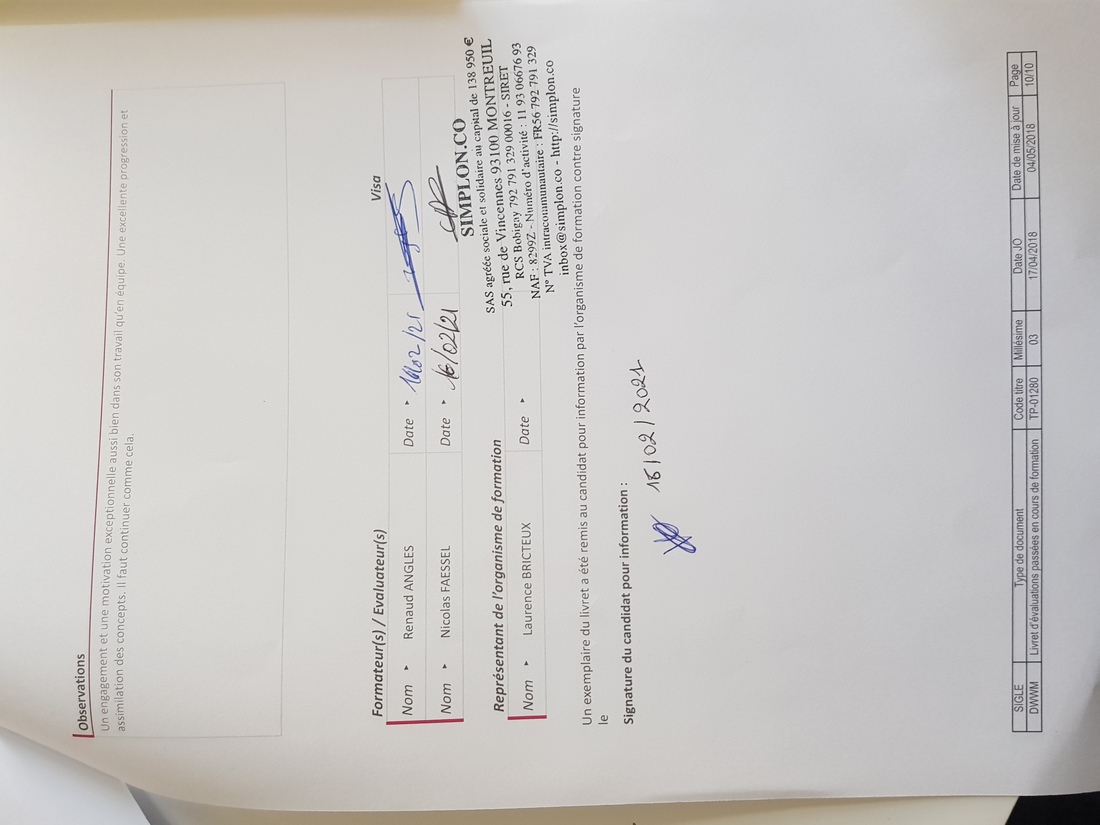 Observations
Un engagement et une motivation exceptionnelle aussi bien dans son travail qu'en équipe. Une excellente progression et
assimilation des concepts. Il faut continuer comme cela.
Formateur(s) / Evaluateur(s) Visa
Nom ▸ Renaud ANGLES Date ▸ 16/02/21
Nom ▸ Nicolas FAESSEL Date ▸ 16/02/21
SIMPLON.CO
SAS agréée sociale et solidaire au capital de 138 950 €
55, rue de Vincennes 93100 MONTREUIL
RCS Bobigny 792 791 329 00016 - SIRET
NAF : 8299Z - Numéro d'activité : 11 93 06676 93
N° TVA intracommunautaire : FR56 792 791 329
inbox@simplon.co - http://simplon.co
Représentant de l'organisme de formation
Nom ▸ Laurence BRICTEUX Date ▸
Un exemplaire du livret a été remis au candidat pour information par l'organisme de formation contre signature
le
Signature du candidat pour information :
16/02/2021
SIGLE Type de document Code titre Millésime Date JO Date de mise à jour Page
DWWM Livret d'évaluations passées en cours de formation TP-01280 03 17/04/2018 04/05/2018 10/10